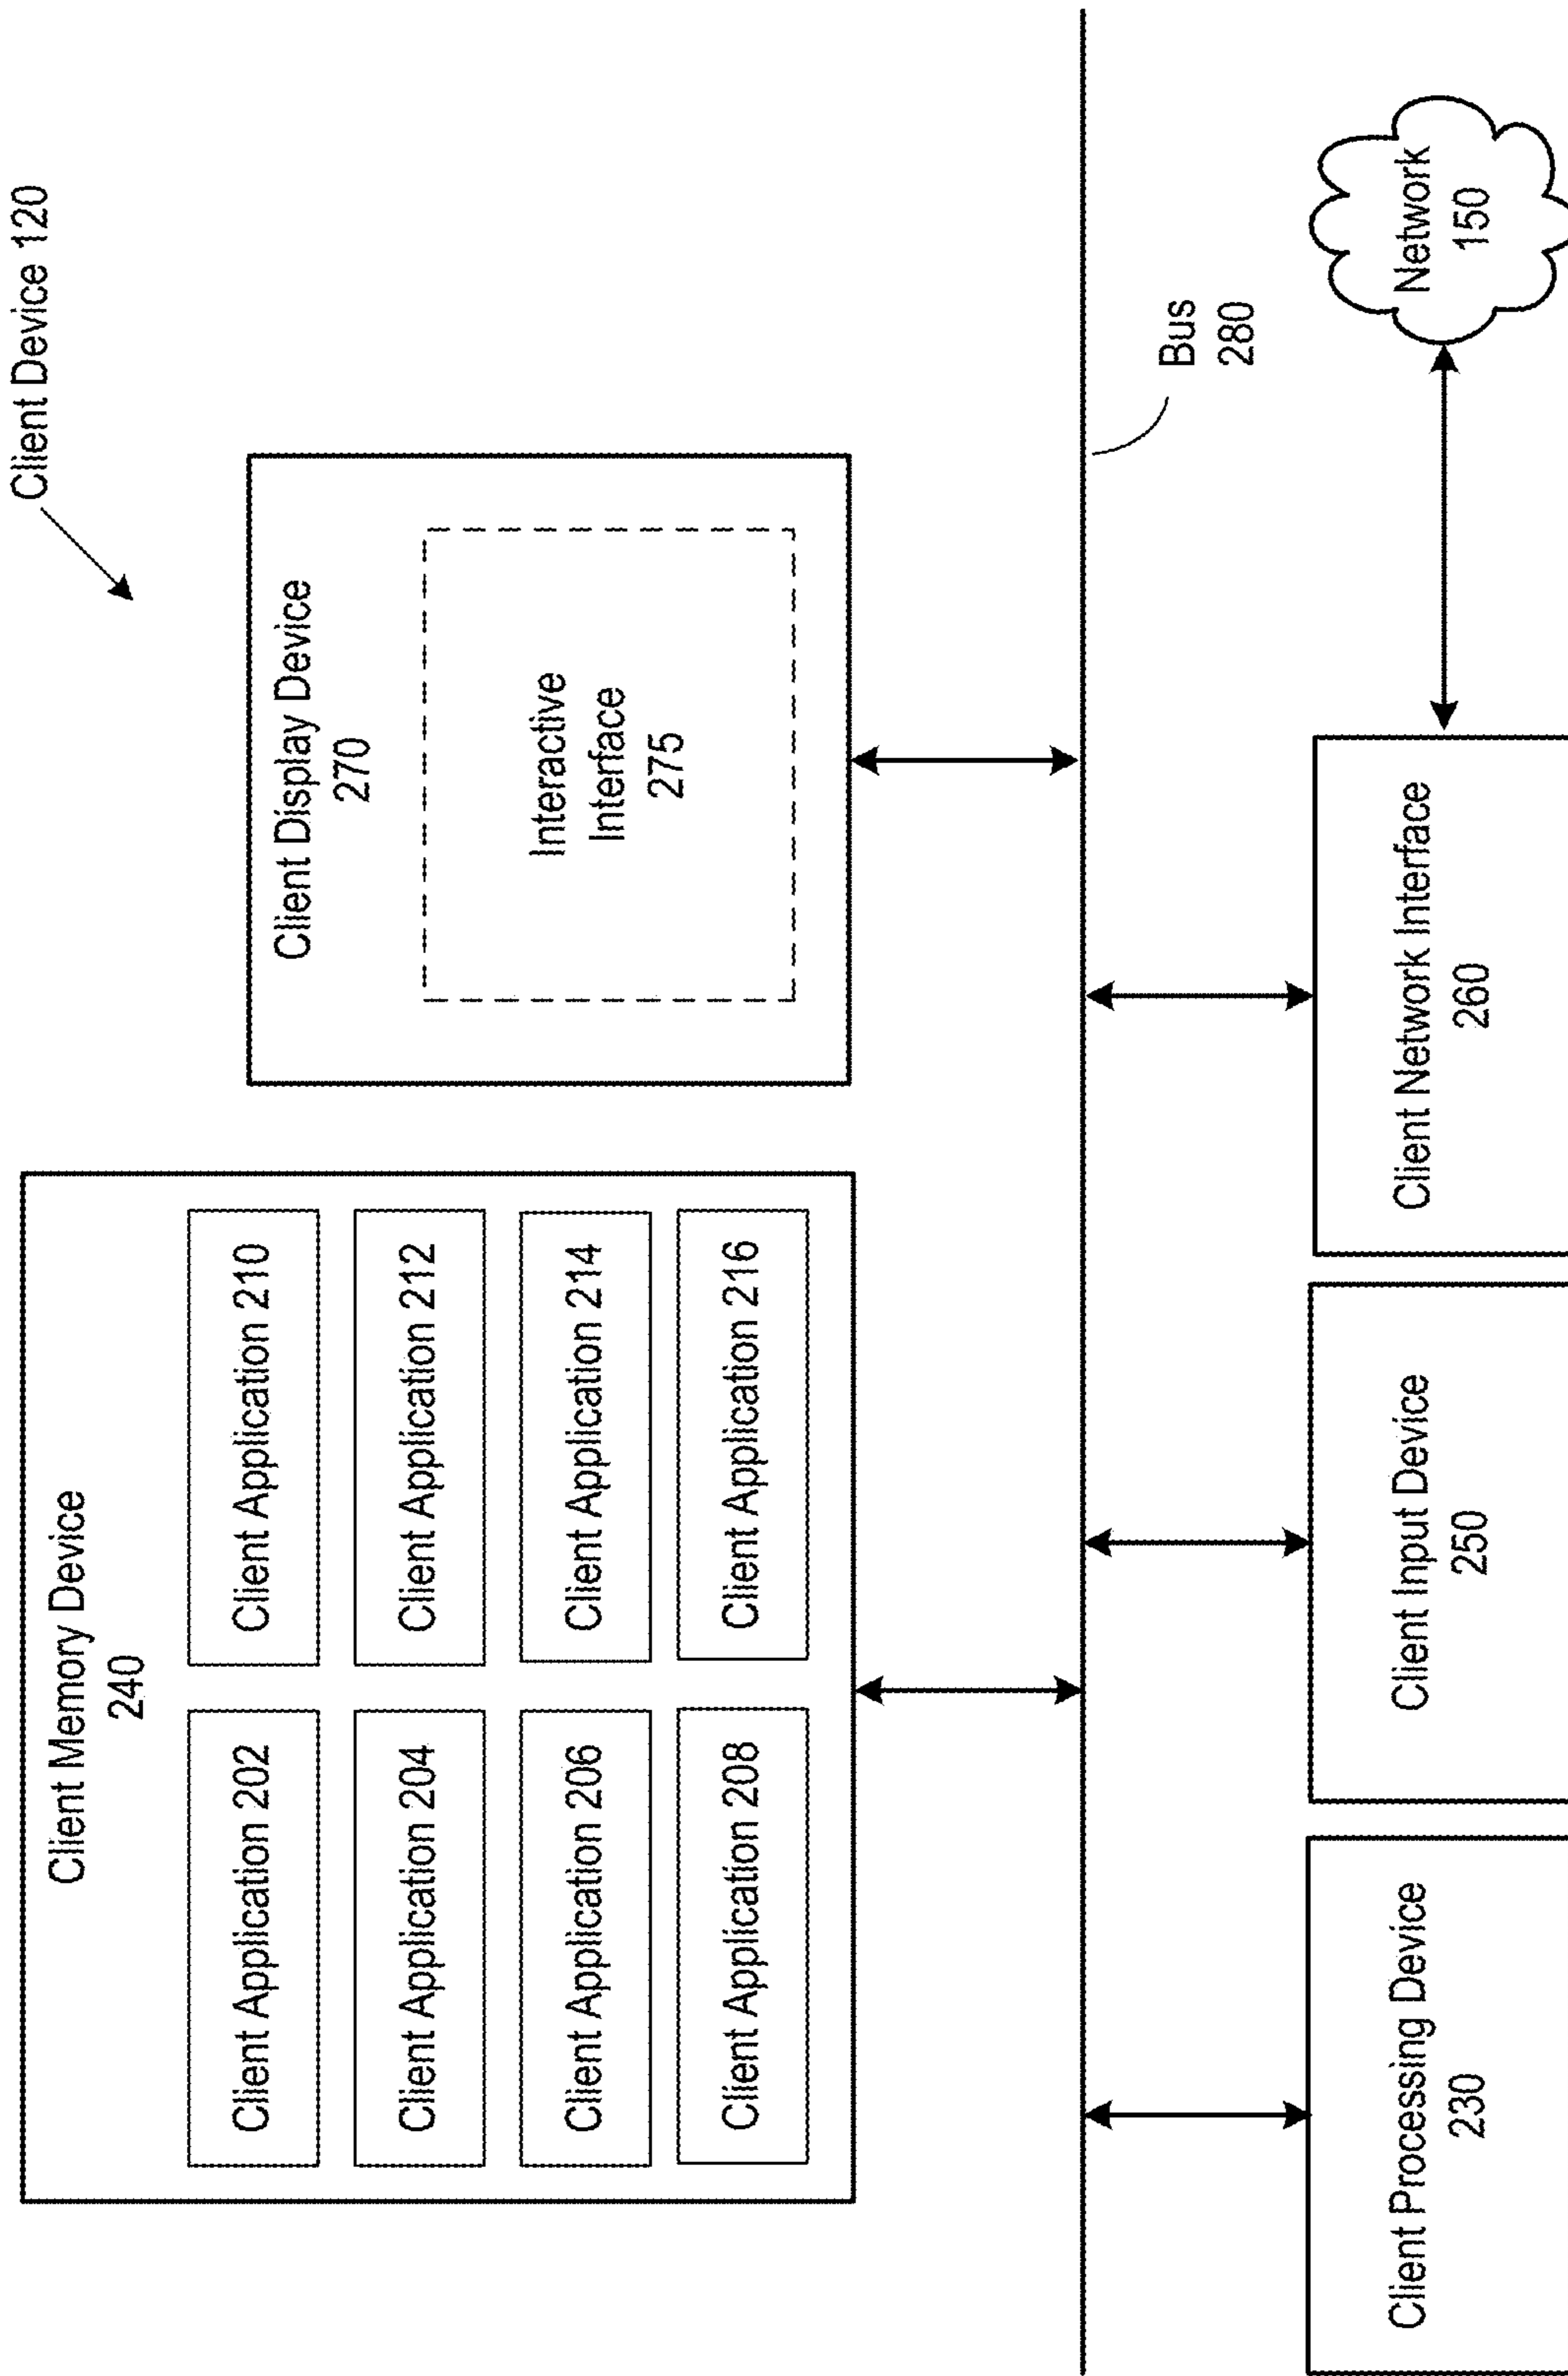 Client Device 120
Client Memory Device
240
Client Application 202
Client Application 210
Client Application 204
Client Application 212
Client Application 206
Client Application 214
Client Application 208
Client Application 216
Client Display Device
270
Interactive
Interface
275
Bus
280
Client Processing Device
230
Client Input Device
250
Client Network Interface
260
Network
150